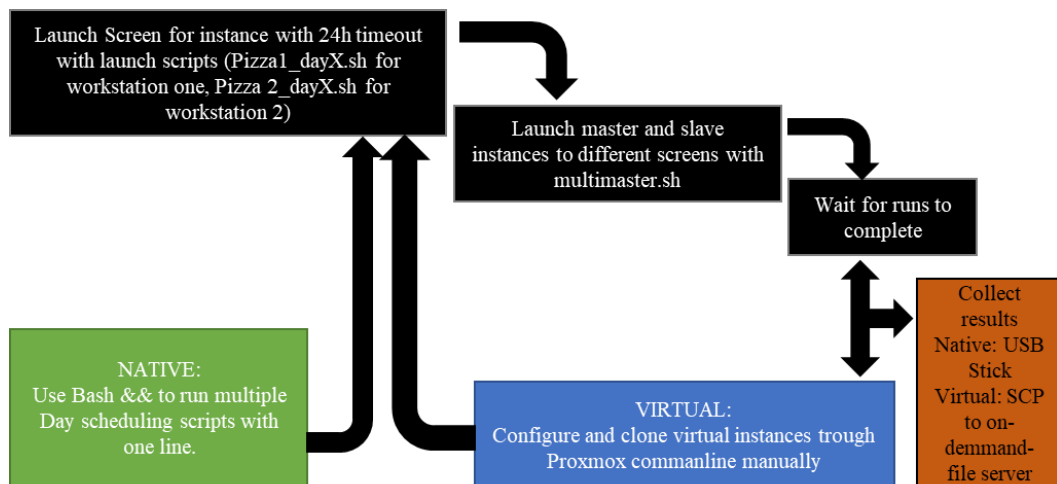 Launch Screen for instance with 24h timeout
with launch scripts (Pizza1_dayX.sh for
workstation one, Pizza 2_dayX.sh for
workstation 2)
Launch master and slave
instances to different screens with
multimaster.sh
Wait for runs to
complete
Collect
results
Native: USB
Stick
Virtual: SCP
to on-
demmand-
file server
NATIVE:
Use Bash && to run multiple
Day scheduling scripts with
one line.
VIRTUAL:
Configure and clone virtual instances trough
Proxmox commanline manually